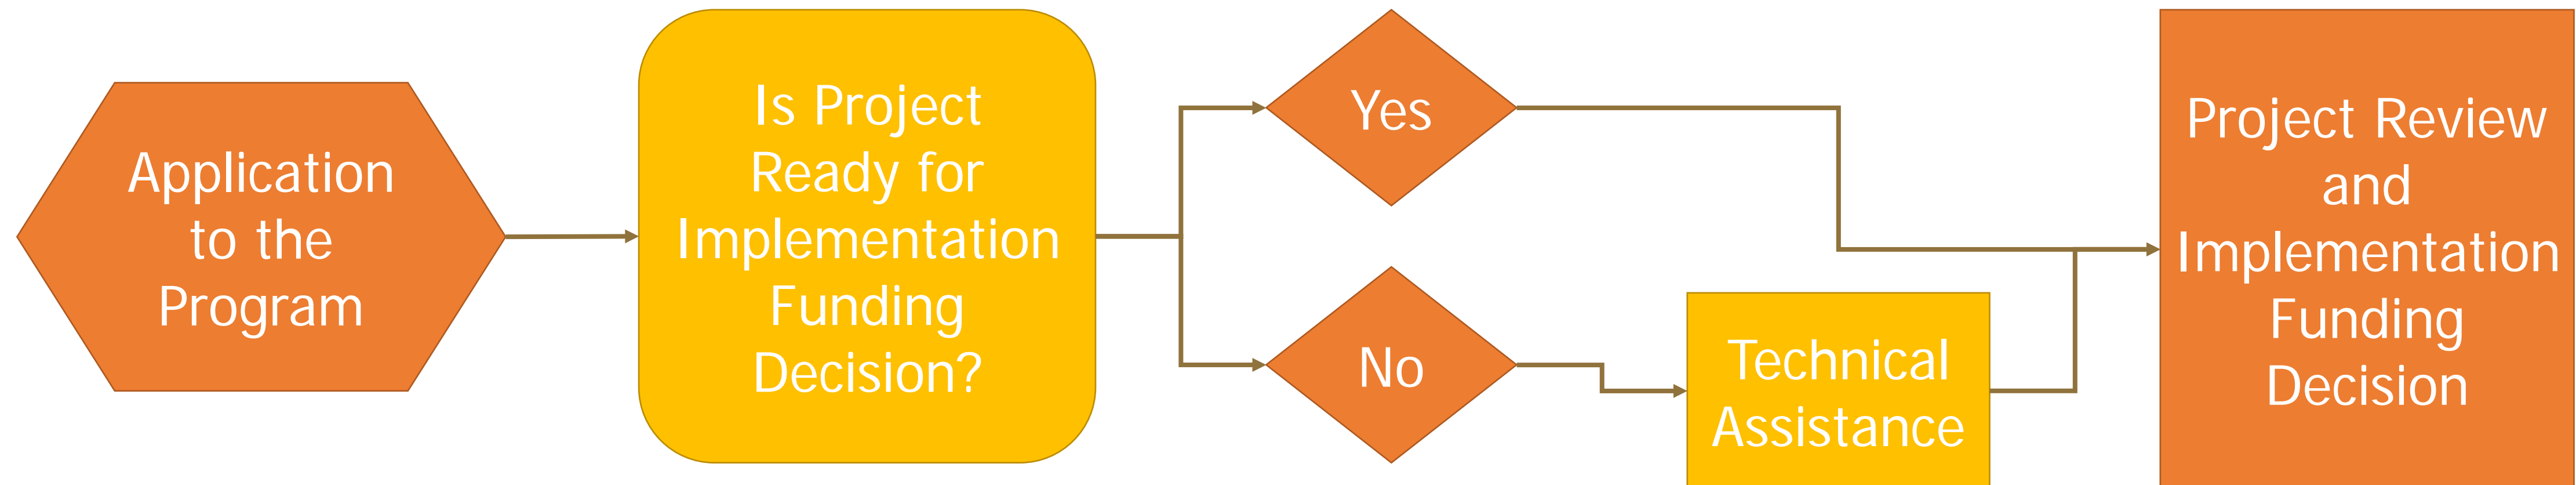 Application
to the
Program
Is Project
Ready for
Implementation
Funding
Decision?
Yes
No
Technical
Assistance
Project Review
and
Implementation
Funding
Decision